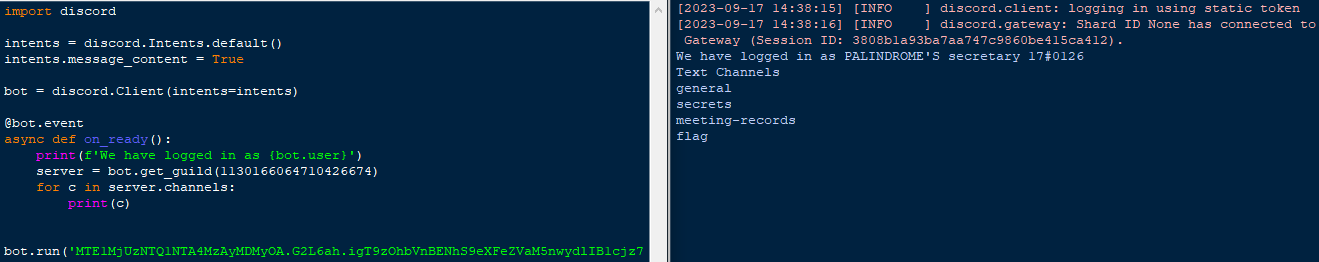 import discord
intents = discord.Intents.default()
intents.message_content = True
bot = discord.Client(intents=intents)
@bot.event
async def on_ready():
    print(f'We have logged in as {bot.user}')
    server = bot.get_guild(1130166064710426674)
    for c in server.channels:
        print(c)
bot.run('MTE1MjUzNTQ1NTA4MzAyMDMyOA.G2L6ah.igT9zOhbVnBENhS9eXFeZVaM5nwydlIB1cjz7
[2023-09-17 14:38:15] [INFO    ] discord.client: logging in using static token
[2023-09-17 14:38:16] [INFO    ] discord.gateway: Shard ID None has connected to
 Gateway (Session ID: 3808b1a93ba7aa747c9860be415ca412).
We have logged in as PALINDROME'S secretary 17#0126
Text Channels
general
secrets
meeting-records
flag